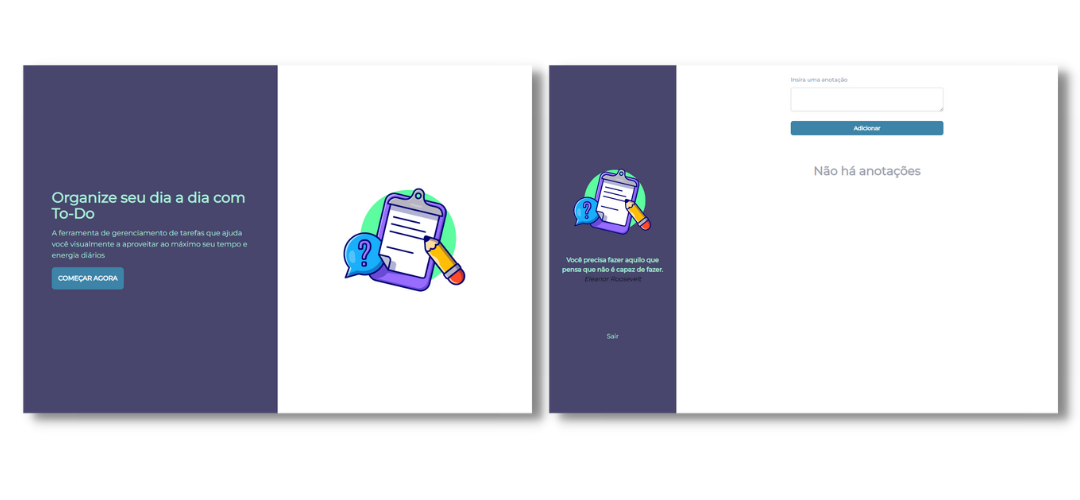 Organize seu dia a dia com
To-Do
A ferramenta de gerenciamento de tarefas que ajuda
você visualmente a aproveitar ao máximo seu tempo e
energia diários
COMEÇAR AGORA
?
?
Você precisa fazer aquilo que
pensa que não é capaz de fazer.
Eleanor Roosevelt
Sair
Insira uma anotação
Adicionar
Não há anotações